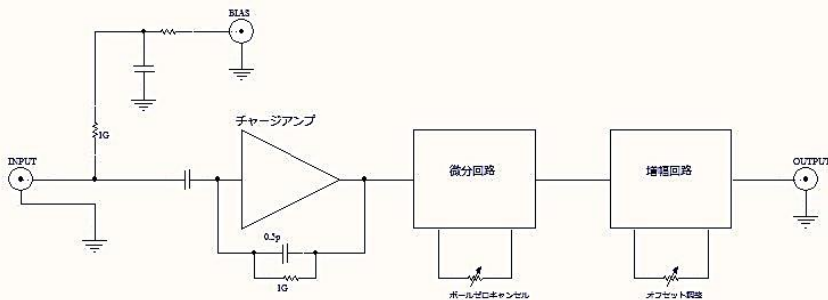 BIAS
チャージアンプ
1G
INPUT
微分回路
増幅回路
OUTPUT
0.5p
1G
ポールゼロキャンセル
オフセット調整